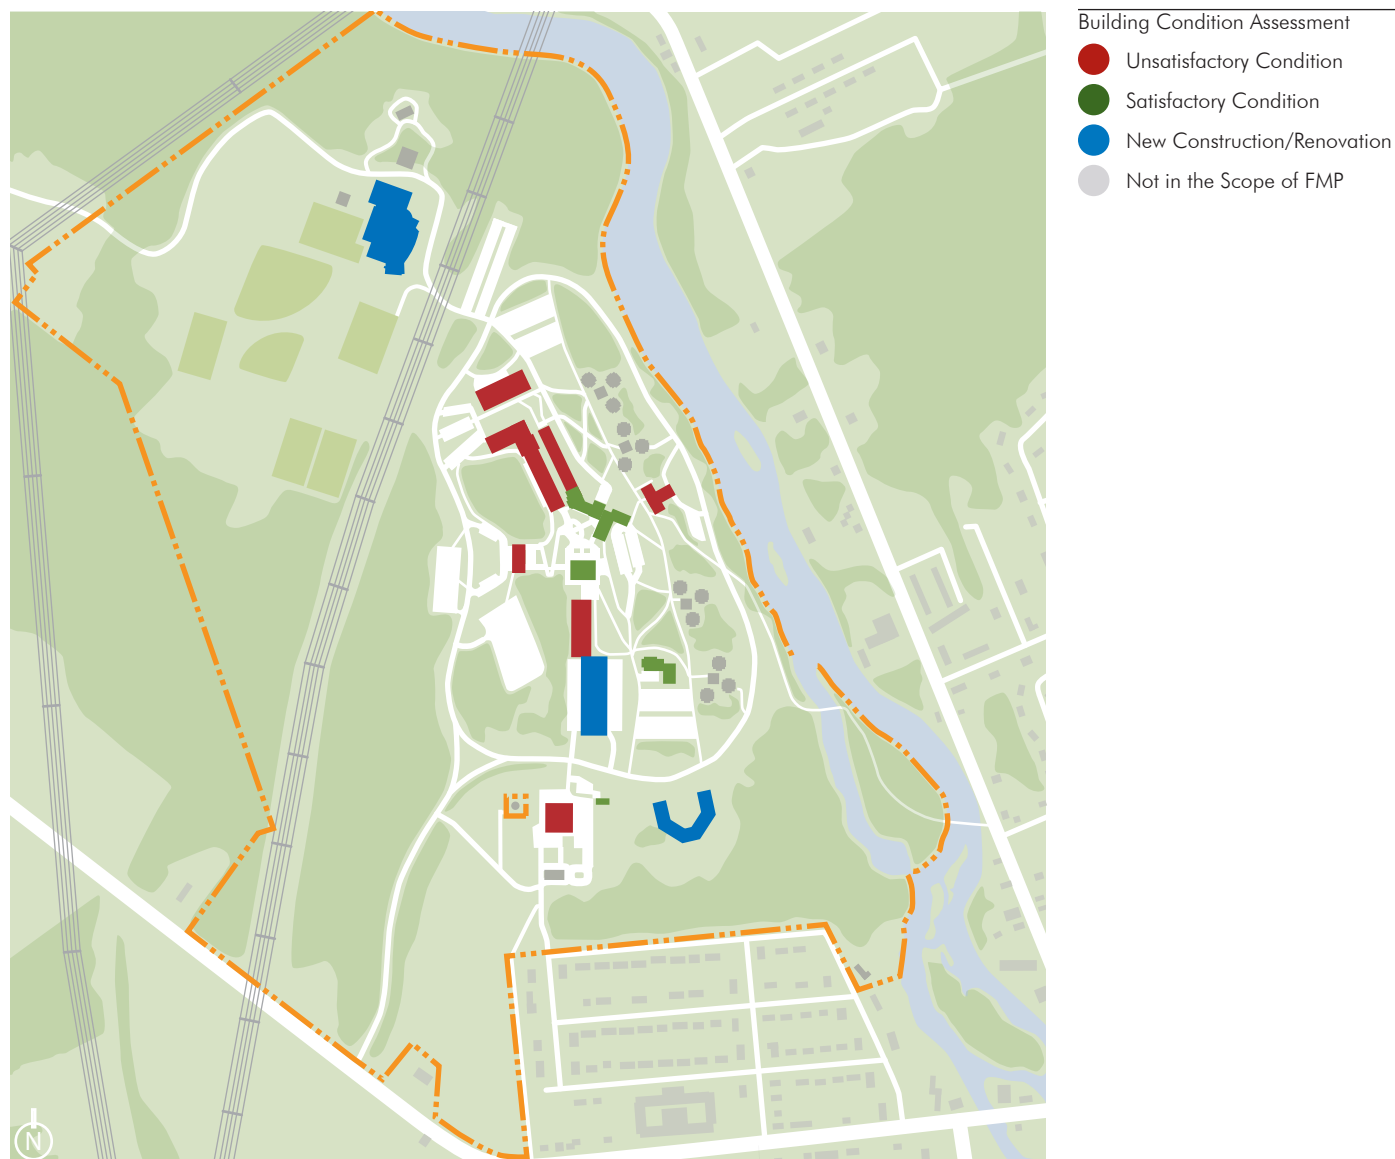 Building Condition Assessment
Unsatisfactory Condition
Satisfactory Condition
New Construction/Renovation
Not in the Scope of FMP
N